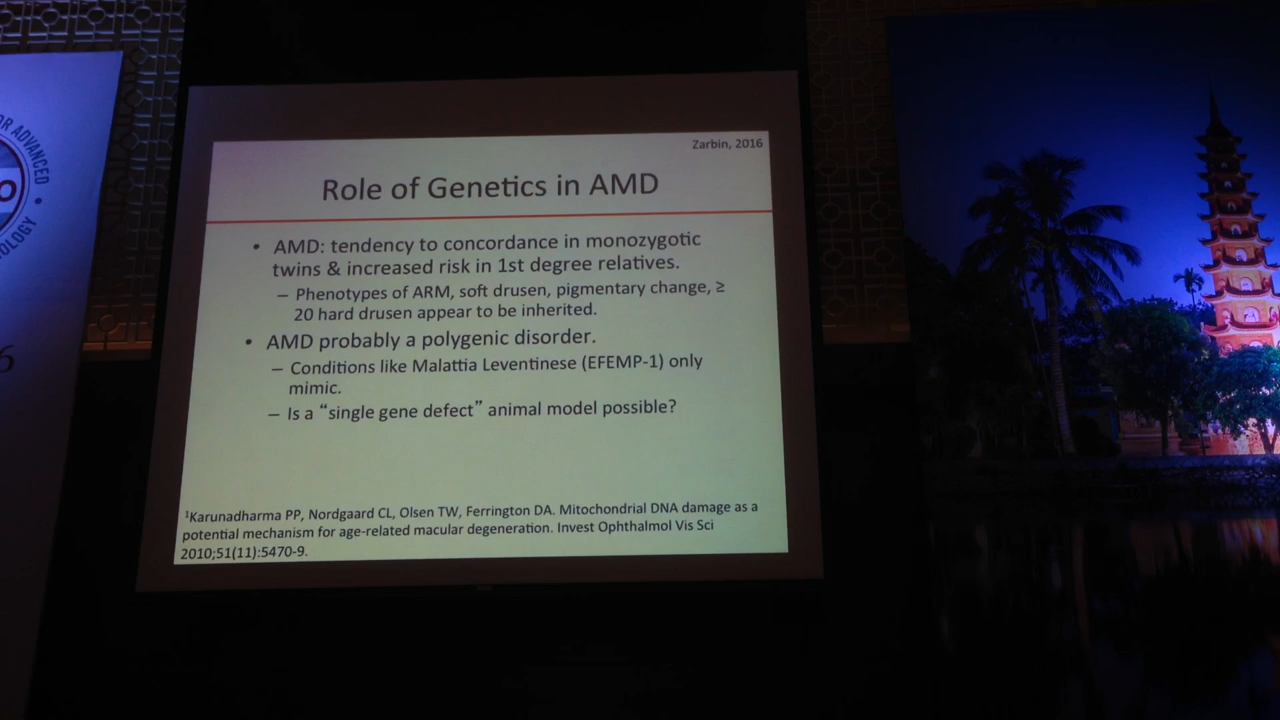 OR ADVANCED
O
OLOGY
6
Zarbin, 2016
Role of Genetics in AMD
• AMD: tendency to concordance in monozygotic
twins & increased risk in 1st degree relatives.
– Phenotypes of ARM, soft drusen, pigmentary change, ≥
20 hard drusen appear to be inherited.
• AMD probably a polygenic disorder.
– Conditions like Malattia Leventinese (EFEMP-1) only
mimic.
– Is a “single gene defect” animal model possible?
¹Karunadharma PP, Nordgaard CL, Olsen TW, Ferrington DA. Mitochondrial DNA damage as a
potential mechanism for age-related macular degeneration. Invest Ophthalmol Vis Sci
2010;51(11):5470-9.